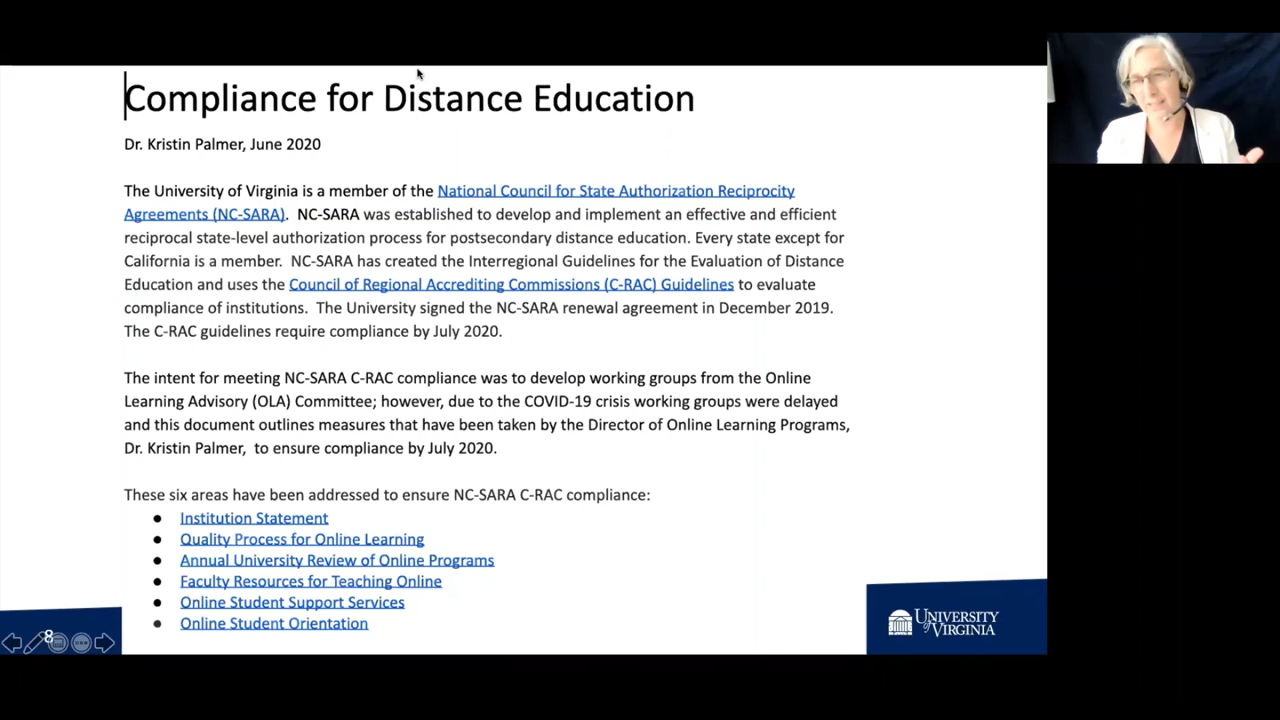 Compliance for Distance Education
Dr. Kristin Palmer, June 2020
The University of Virginia is a member of the National Council for State Authorization Reciprocity
Agreements (NC-SARA).  NC-SARA was established to develop and implement an effective and efficient
reciprocal state-level authorization process for postsecondary distance education. Every state except for
California is a member.  NC-SARA has created the Interregional Guidelines for the Evaluation of Distance
Education and uses the Council of Regional Accrediting Commissions (C-RAC) Guidelines to evaluate
compliance of institutions.  The University signed the NC-SARA renewal agreement in December 2019.
The C-RAC guidelines require compliance by July 2020.
The intent for meeting NC-SARA C-RAC compliance was to develop working groups from the Online
Learning Advisory (OLA) Committee; however, due to the COVID-19 crisis working groups were delayed
and this document outlines measures that have been taken by the Director of Online Learning Programs,
Dr. Kristin Palmer,  to ensure compliance by July 2020.
These six areas have been addressed to ensure NC-SARA C-RAC compliance:
● Institution Statement
● Quality Process for Online Learning
● Annual University Review of Online Programs
● Faculty Resources for Teaching Online
● Online Student Support Services
● Online Student Orientation
8
UNIVERSITY
of VIRGINIA